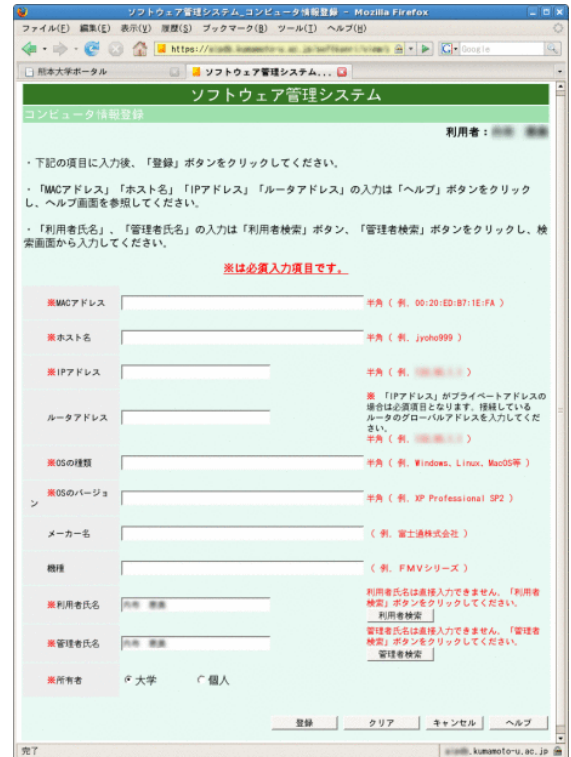 ソフトウェア管理システム_コンピュータ情報登録 - Mozilla Firefox
ファイル(F) 編集(E) 表示(V) 履歴(S) ブックマーク(B) ツール(T) ヘルプ(H)
https:// Google
熊本大学ポータル ソフトウェア管理システム...
ソフトウェア管理システム
コンピュータ情報登録
利用者：
・下記の項目に入力後、「登録」ボタンをクリックしてください。
・「MACアドレス」「ホスト名」「IPアドレス」「ルータアドレス」の入力は「ヘルプ」ボタンをクリック
し、ヘルプ画面を参照してください。
・「利用者氏名」、「管理者氏名」の入力は「利用者検索」ボタン、「管理者検索」ボタンをクリックし、検
索画面から入力してください。
※は必須入力項目です。
※MACアドレス 半角（ 例. 00:20:ED:B7:1E:FA ）
※ホスト名 半角（ 例. jyoho999 ）
※IPアドレス 半角（ 例. ）
ルータアドレス
※ 「IPアドレス」がプライベートアドレスの
場合は必須項目となります。接続している
ルータのグローバルアドレスを入力してくだ
さい。
半角（ 例. ）
※OSの種類 半角（ 例. Windows、Linux、MacOS等 ）
※OSのバージョ
ン
半角（ 例. XP Professional SP2 ）
メーカー名 （ 例. 富士通株式会社 ）
機種 （ 例. FMVシリーズ ）
※利用者氏名
利用者氏名は直接入力できません。「利用者
検索」ボタンをクリックしてください。
利用者検索
※管理者氏名
管理者氏名は直接入力できません。「管理者
検索」ボタンをクリックしてください。
管理者検索
※所有者 大学 個人
登録 クリア キャンセル ヘルプ
完了 .kumamoto-u.ac.jp